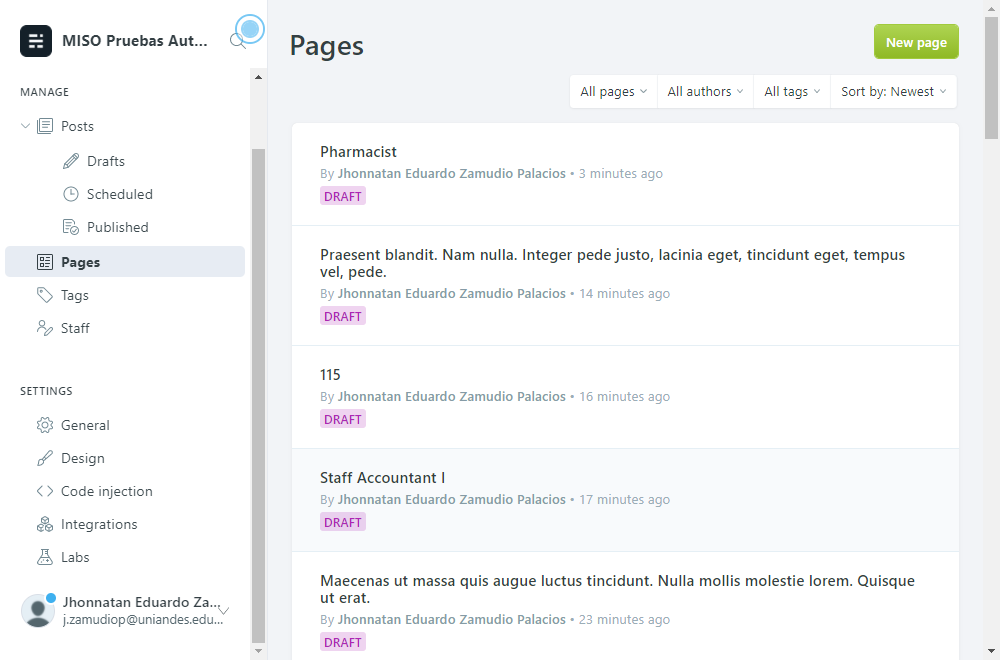 MISO Pruebas Aut...
MANAGE
Posts
Drafts
Scheduled
Published
Pages
Tags
Staff
SETTINGS
General
Design
Code injection
Integrations
Labs
Jhonnatan Eduardo Za...
j.zamudiop@uniandes.edu...
Pages
New page
All pages
All authors
All tags
Sort by: Newest
Pharmacist
By Jhonnatan Eduardo Zamudio Palacios • 3 minutes ago
DRAFT
Praesent blandit. Nam nulla. Integer pede justo, lacinia eget, tincidunt eget, tempus
vel, pede.
By Jhonnatan Eduardo Zamudio Palacios • 14 minutes ago
DRAFT
115
By Jhonnatan Eduardo Zamudio Palacios • 16 minutes ago
DRAFT
Staff Accountant I
By Jhonnatan Eduardo Zamudio Palacios • 17 minutes ago
DRAFT
Maecenas ut massa quis augue luctus tincidunt. Nulla mollis molestie lorem. Quisque
ut erat.
By Jhonnatan Eduardo Zamudio Palacios • 23 minutes ago
DRAFT